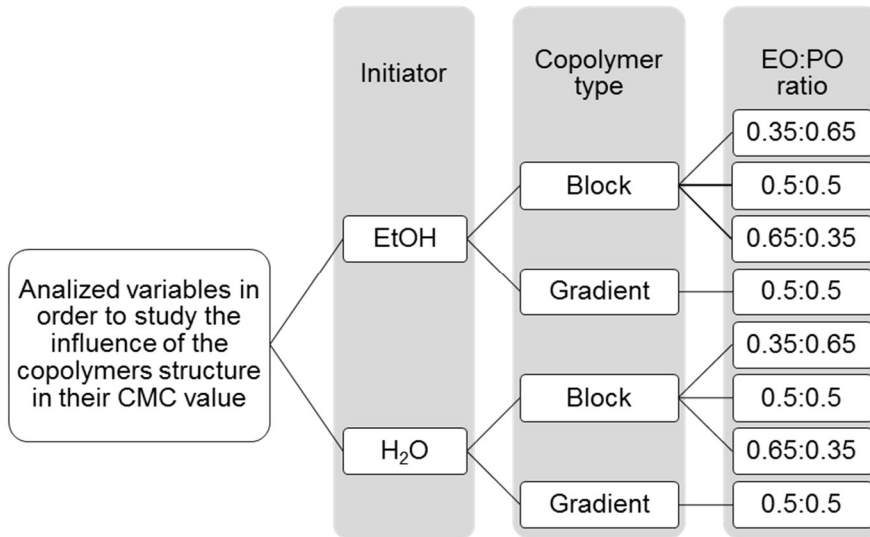 Initiator
Copolymer
type
EO:PO
ratio
Analized variables in
order to study the
influence of the
copolymers structure
in their CMC value
EtOH
Block
0.35:0.65
0.5:0.5
0.65:0.35
Gradient
0.5:0.5
H₂O
Block
0.35:0.65
0.5:0.5
0.65:0.35
Gradient
0.5:0.5